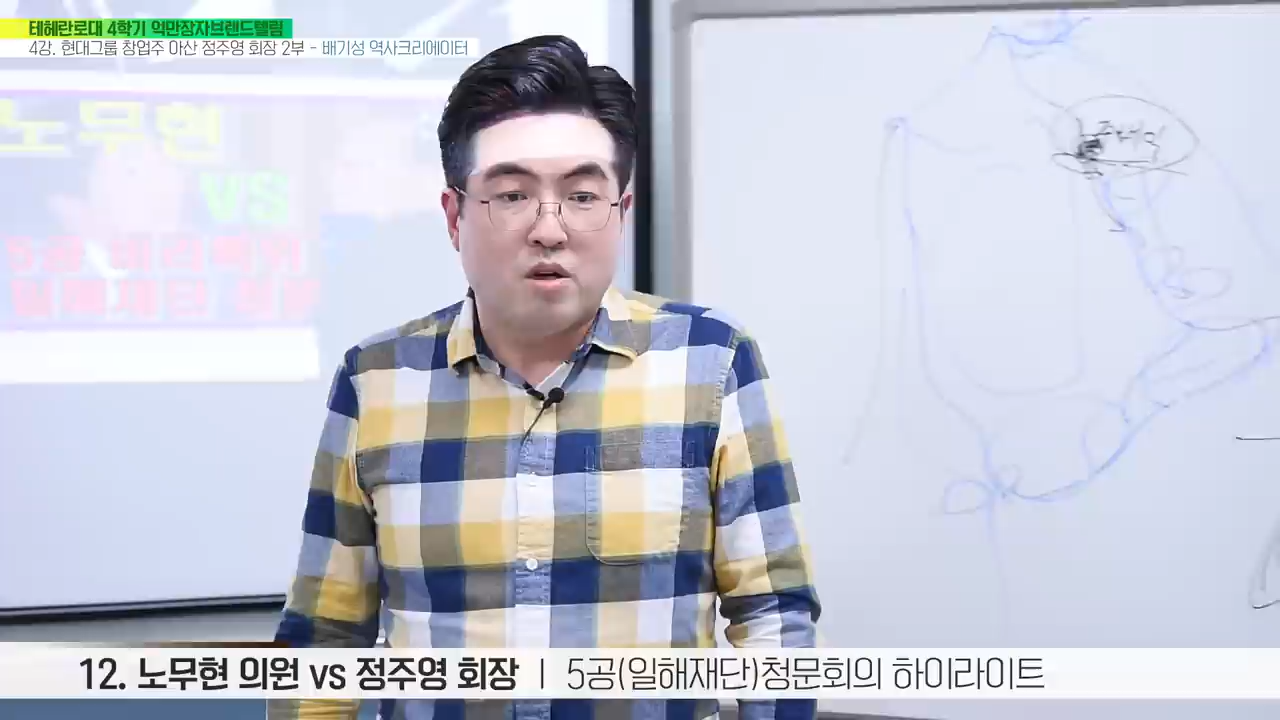 테헤란로대 4학기 억만장자브랜드텔링
4강. 현대그룹 창업주 아산 정주영 회장 2부 - 배기성 역사크리에이터
노무현
VS
12. 노무현 의원 vs 정주영 회장 | 5공(일해재단)청문회의 하이라이트